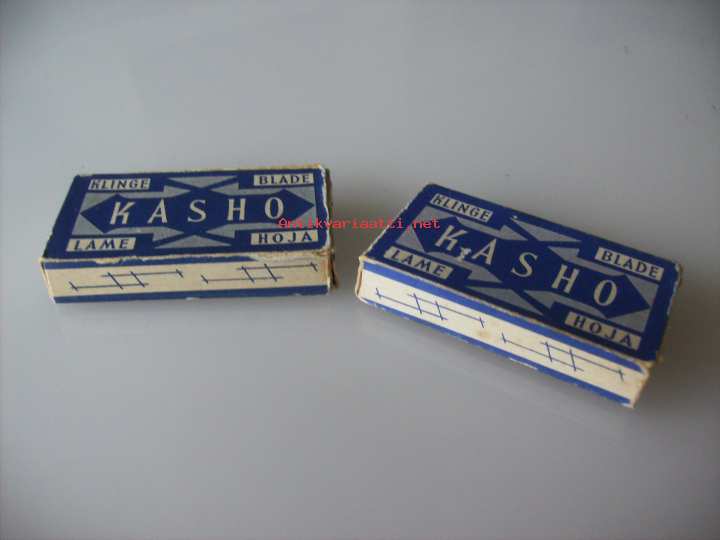 KLINGE BLADE
KASHO
LAME HOJA
KLINGE BLADE
KASHO
LAME HOJA
Antikvariaatti.net